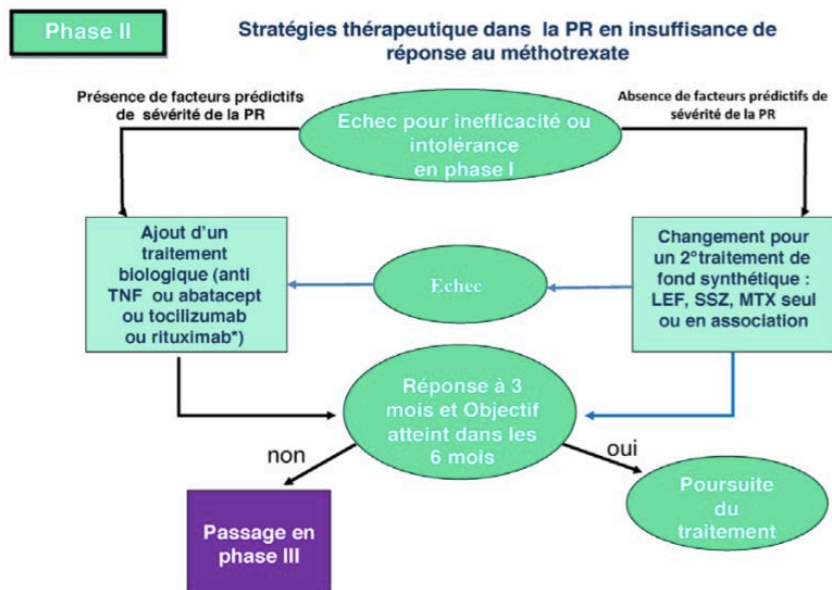 Phase II
Stratégies thérapeutique dans la PR en insuffisance de
réponse au méthotrexate
Présence de facteurs prédictifs
de sévérité de la PR
Echec pour inefficacité ou
intolérance
en phase I
Absence de facteurs prédictifs de
sévérité de la PR
Ajout d'un
traitement
biologique (anti
TNF ou abatacept
ou tocilizumab
ou rituximab*)
Echec
Changement pour
un 2°traitement de
fond synthétique :
LEF, SSZ, MTX seul
ou en association
Réponse à 3
mois et Objectif
atteint dans les
6 mois
non
oui
Passage en
phase III
Poursuite
du
traitement